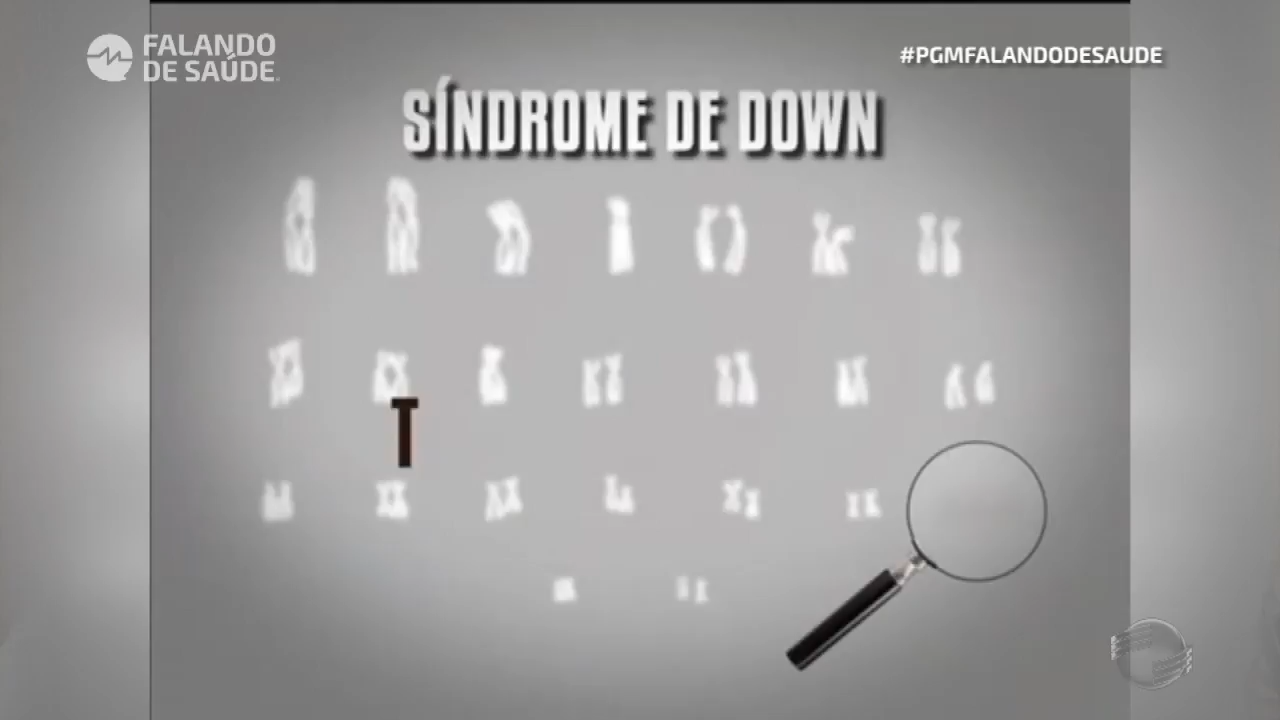 FALANDO
DE SAÚDE
#PGMFALANDODESAUDE
SÍNDROME DE DOWN
T